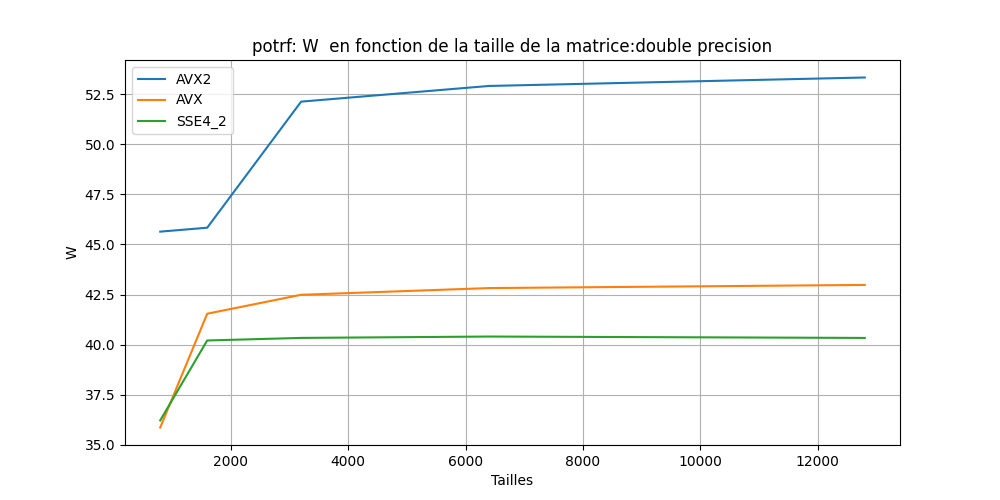 potrf: W  en fonction de la taille de la matrice:double precision
AVX2
AVX
SSE4_2
52.5
50.0
47.5
45.0
42.5
40.0
37.5
35.0
W
2000 4000 6000 8000 10000 12000
Tailles